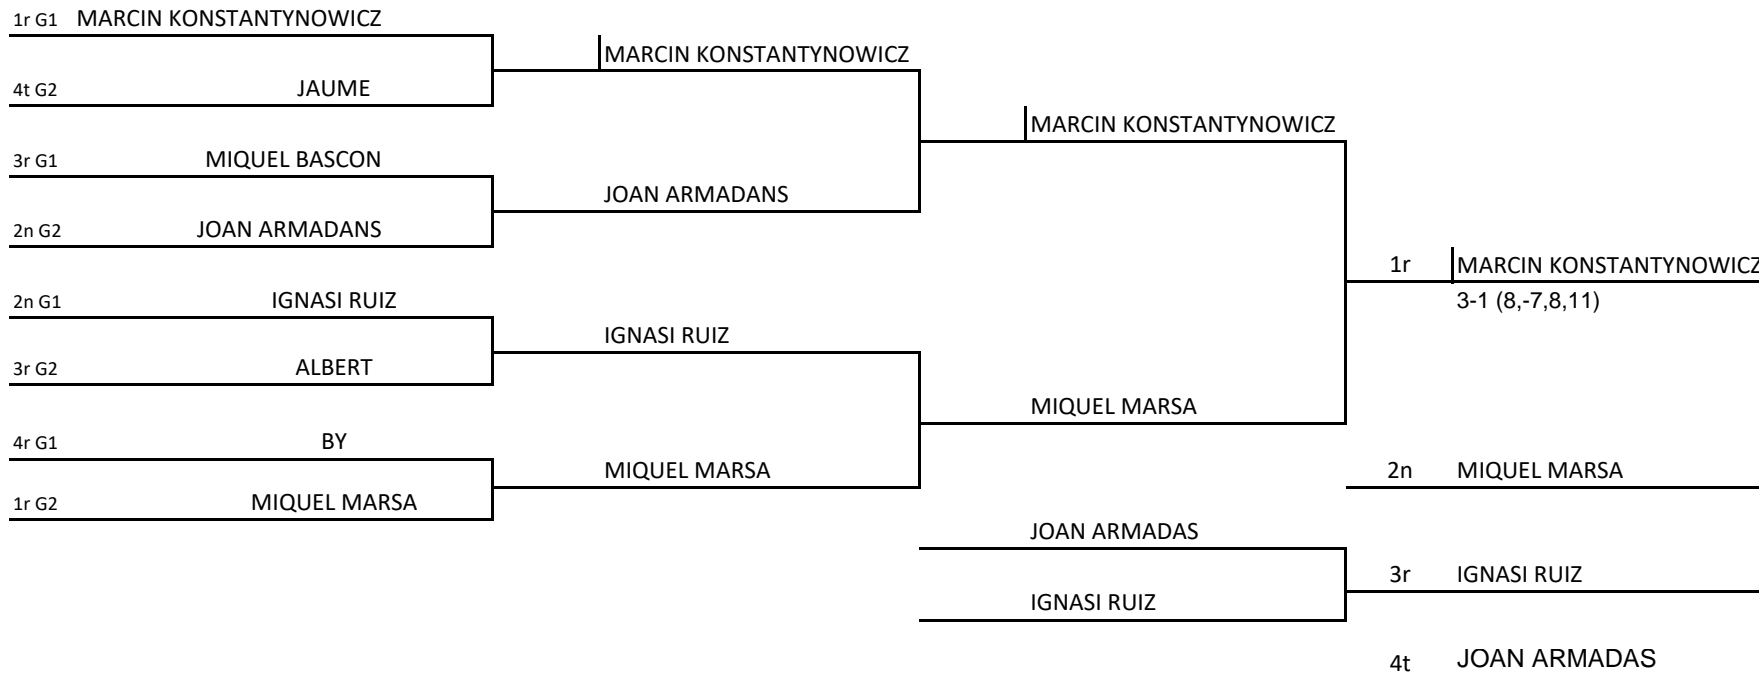 1r G1 MARCIN KONSTANTYNOWICZ
4t G2 JAUME
3r G1 MIQUEL BASCON
2n G2 JOAN ARMADANS
2n G1 IGNASI RUIZ
3r G2 ALBERT
4r G1 BY
1r G2 MIQUEL MARSA
MARCIN KONSTANTYNOWICZ
JOAN ARMADANS
IGNASI RUIZ
MIQUEL MARSA
MARCIN KONSTANTYNOWICZ
MIQUEL MARSA
JOAN ARMADAS
IGNASI RUIZ
1r MARCIN KONSTANTYNOWICZ
3-1 (8,-7,8,11)
2n MIQUEL MARSA
3r IGNASI RUIZ
4t JOAN ARMADAS